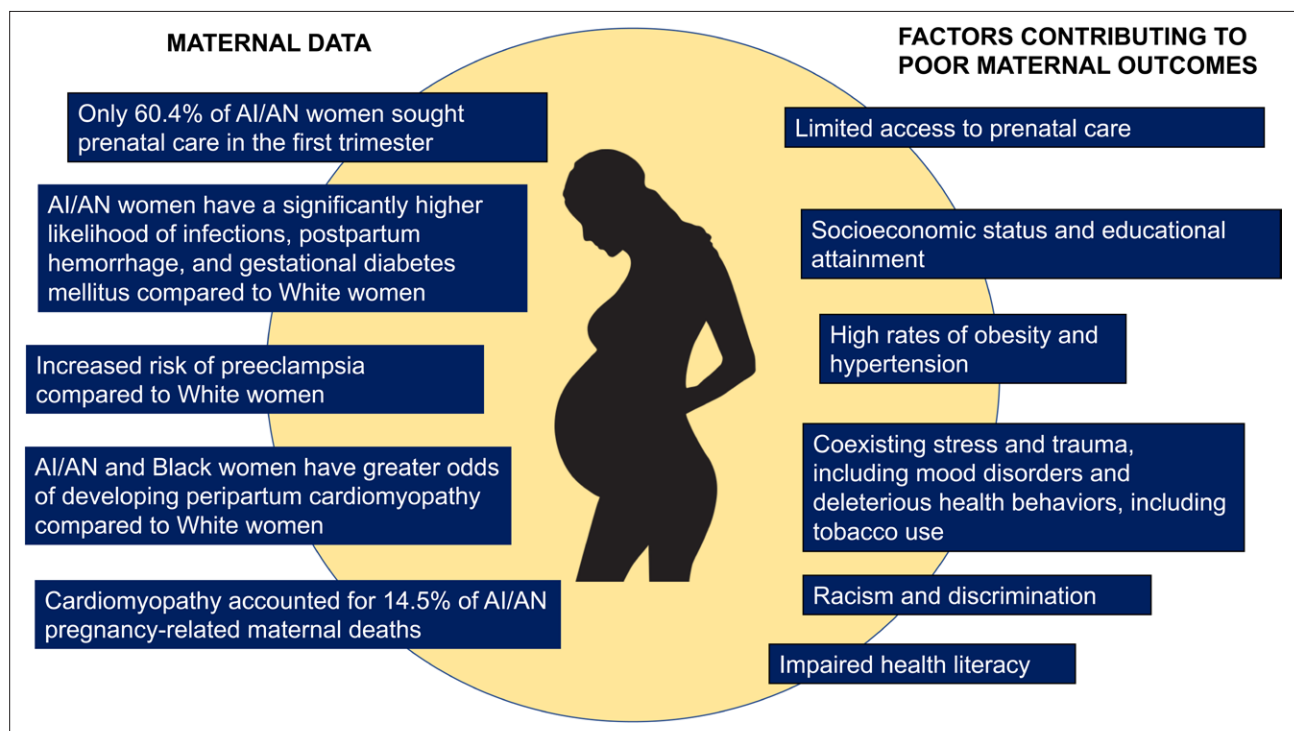 MATERNAL DATA
Only 60.4% of AI/AN women sought
prenatal care in the first trimester
AI/AN women have a significantly higher
likelihood of infections, postpartum
hemorrhage, and gestational diabetes
mellitus compared to White women
Increased risk of preeclampsia
compared to White women
AI/AN and Black women have greater odds
of developing peripartum cardiomyopathy
compared to White women
Cardiomyopathy accounted for 14.5% of AI/AN
pregnancy-related maternal deaths
FACTORS CONTRIBUTING TO
POOR MATERNAL OUTCOMES
Limited access to prenatal care
Socioeconomic status and educational
attainment
High rates of obesity and
hypertension
Coexisting stress and trauma,
including mood disorders and
deleterious health behaviors, including
tobacco use
Racism and discrimination
Impaired health literacy